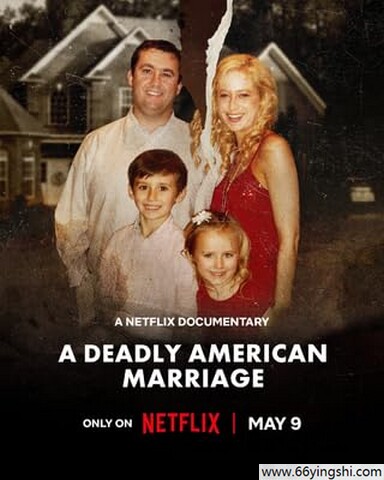 A NETFLIX DOCUMENTARY
A DEADLY AMERICAN
MARRIAGE
ONLY ON NETFLIX | MAY 9
www.66yingshi.com